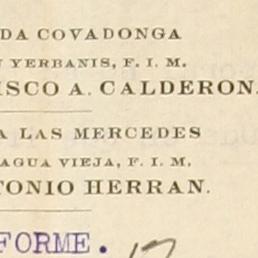 DA COVADONGA
YERBANIS, F. I. M.
ISCO A. CALDERON
A LAS MERCEDES
AGUA VIEJA, F. I. M.
TONIO HERRAN.
FORME.